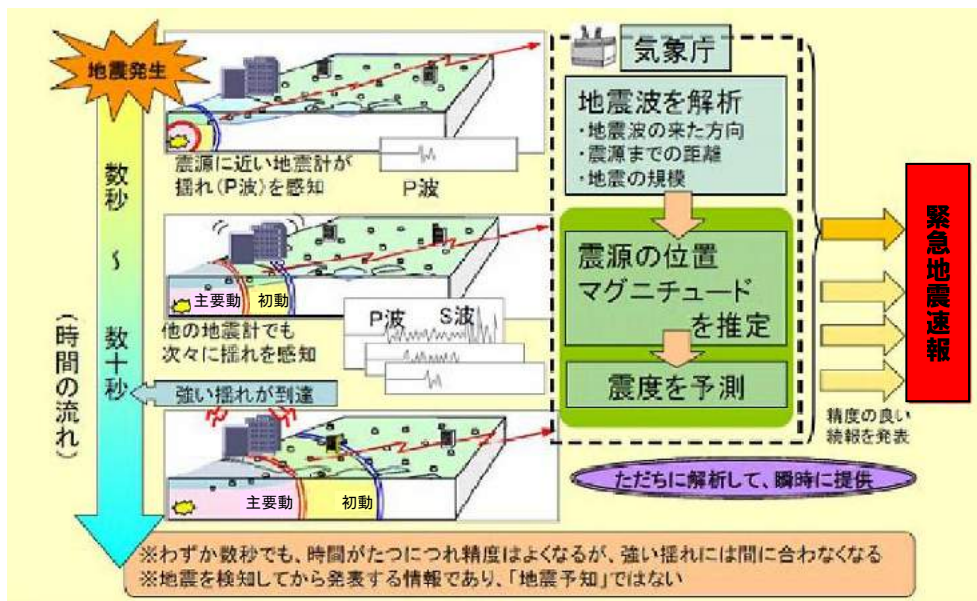 地震発生
数秒
～
数十秒
(時間の流れ)
震源に近い地震計が
揺れ(P波)を感知
P波
主要動
初動
他の地震計でも
次々に揺れを感知
P波
S波
強い揺れが到達
主要動
初動
気象庁
地震波を解析
・地震波の来た方向
・震源までの距離
・地震の規模
震源の位置
マグニチュード
を推定
震度を予測
緊急地震速報
精度の良い
続報を発表
ただちに解析して、瞬時に提供
※わずか数秒でも、時間がたつにつれ精度はよくなるが、強い揺れには間に合わなくなる
※地震を検知してから発表する情報であり、「地震予知」ではない